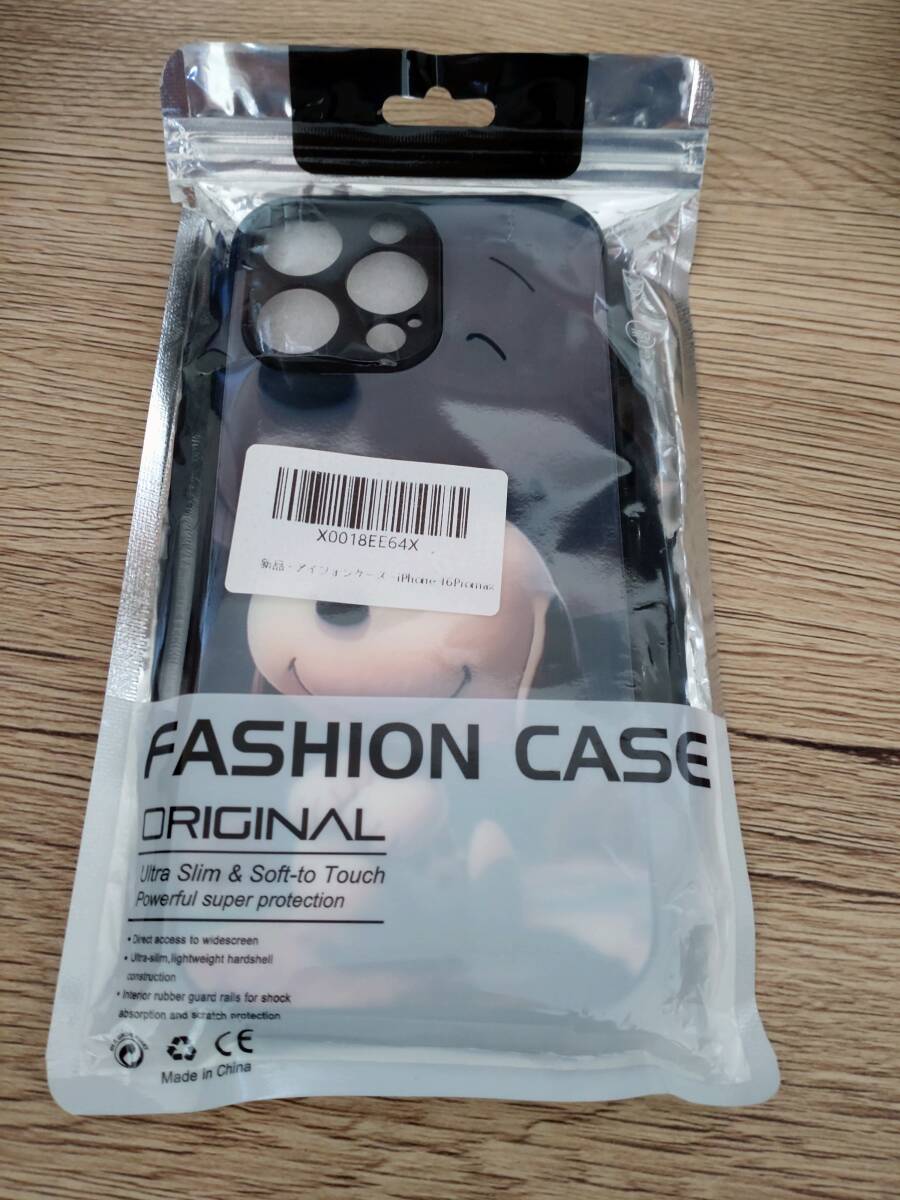 X0018EE64X
新品 - アイフォンケース - iPhone 16Promax
FASHION CASE
ORIGINAL
Ultra Slim & Soft-to Touch
Powerful super protection
• Direct access to widescreen
• Ultra-slim,lightweight hardshell
construction
• Interior rubber guard rails for shock
absorption and scratch protection
CE
Made in China